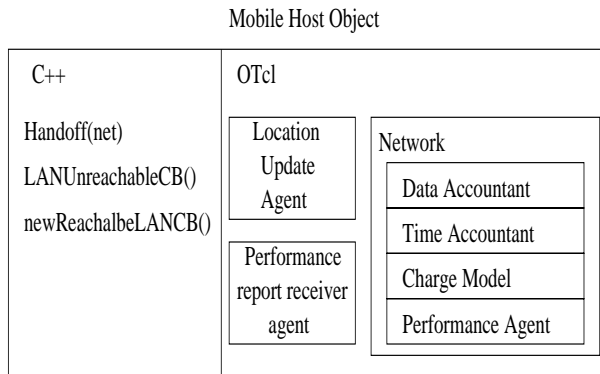 Mobile Host Object
C++
Handoff(net)
LANUnreachableCB()
newReachalbeLANCB()
OTcl
Location
Update
Agent
Performance
report receiver
agent
Network
Data Accountant
Time Accountant
Charge Model
Performance Agent